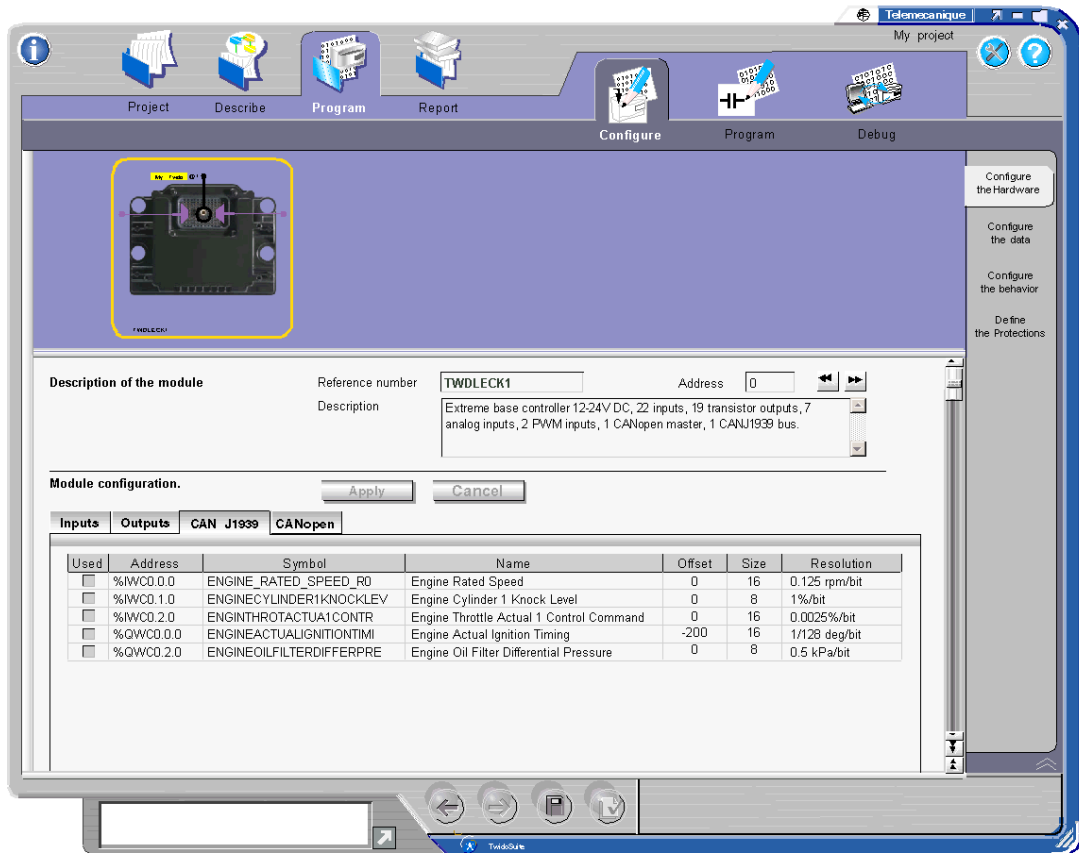 Telemecanique
My project
Project Describe Program Report
Configure Program Debug
Configure
the Hardware
Configure
the data
Configure
the behavior
Define
the Protections
My Twido
TWDLECK1
Description of the module
Reference number TWDLECK1 Address 0
Description
Extreme base controller 12-24V DC, 22 inputs, 19 transistor outputs, 7
analog inputs, 2 PWM inputs, 1 CANopen master, 1 CANJ1939 bus.
Module configuration.
Apply Cancel
Inputs Outputs CAN J1939 CANopen
Used Address Symbol Name Offset Size Resolution
%IWC0.0.0 ENGINE_RATED_SPEED_R0 Engine Rated Speed 0 16 0.125 rpm/bit
%IWC0.1.0 ENGINECYLINDER1KNOCKLEV Engine Cylinder 1 Knock Level 0 8 1%/bit
%IWC0.2.0 ENGINTHROTACTUA1CONTR Engine Throttle Actual 1 Control Command 0 16 0.0025%/bit
%QWC0.0.0 ENGINEACTUALIGNITIONTIMI Engine Actual Ignition Timing -200 16 1/128 deg/bit
%QWC0.2.0 ENGINEOILFILTERDIFFERPRE Engine Oil Filter Differential Pressure 0 8 0.5 kPa/bit
TwidoSuite